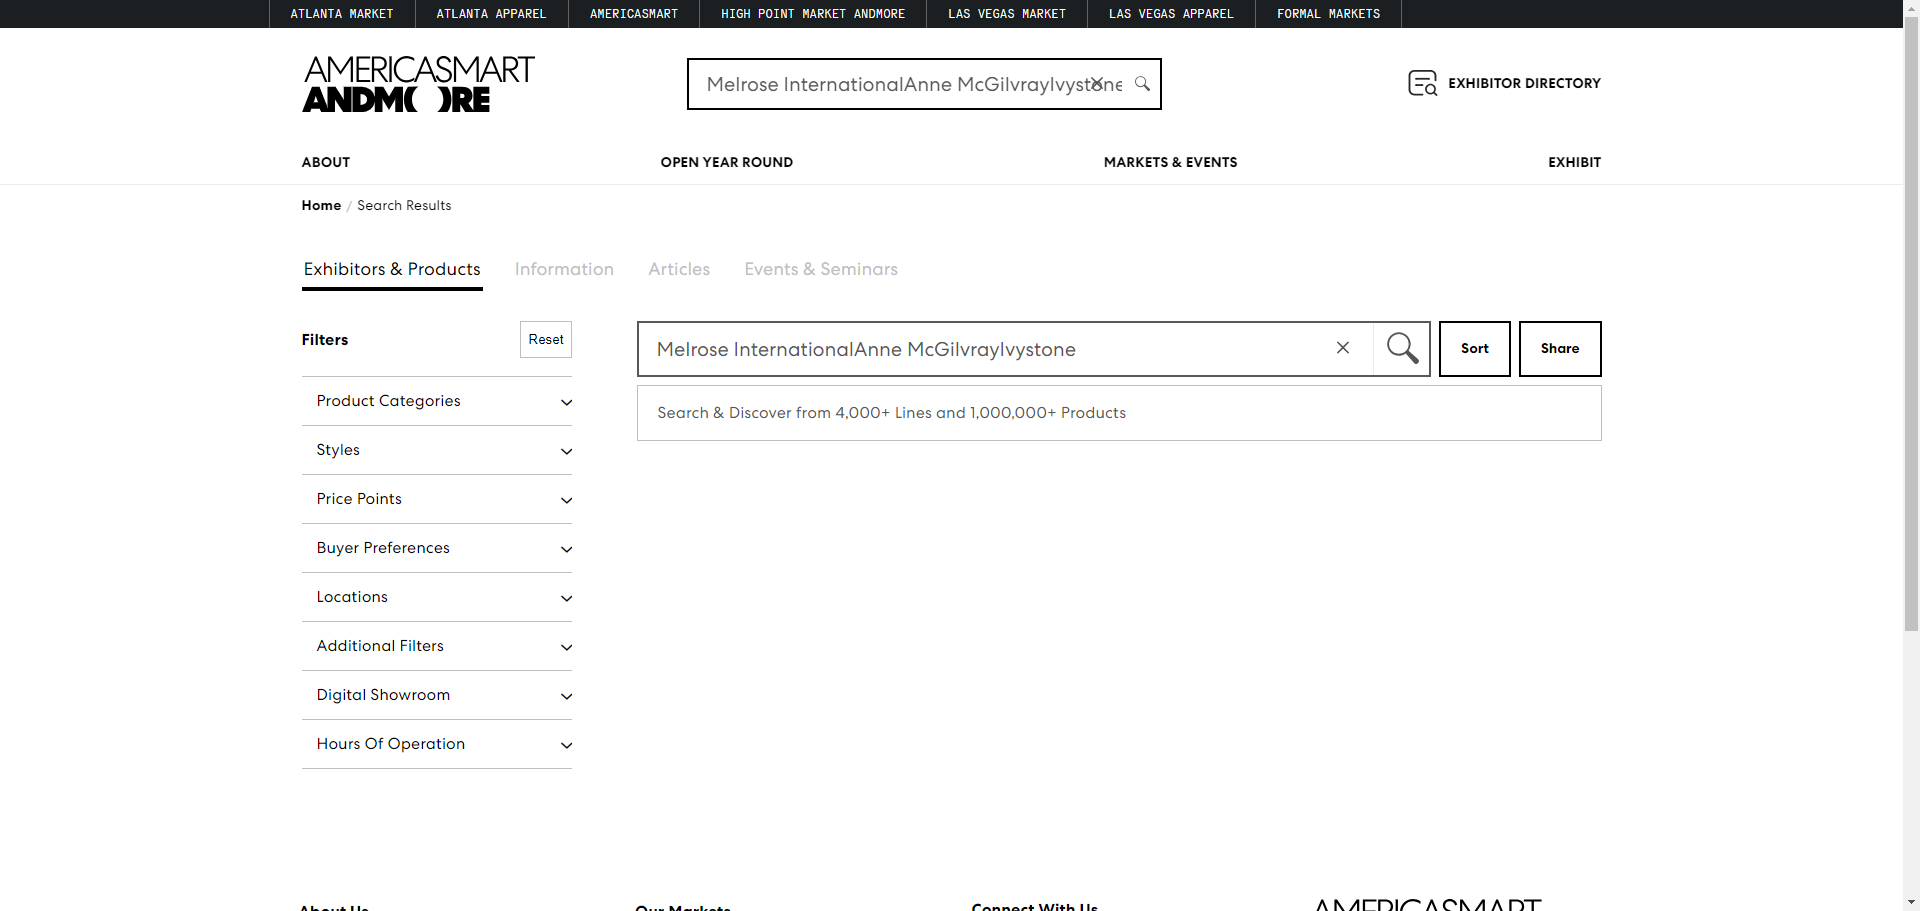 ATLANTA MARKET ATLANTA APPAREL AMERICASMART HIGH POINT MARKET ANDMORE LAS VEGAS MARKET LAS VEGAS APPAREL FORMAL MARKETS
AMERICASMART
ANDMORE
Melrose InternationalAnne McGilvrayIvystone
EXHIBITOR DIRECTORY
ABOUT OPEN YEAR ROUND MARKETS & EVENTS EXHIBIT
Home / Search Results
Exhibitors & Products Information Articles Events & Seminars
Filters Reset
Melrose InternationalAnne McGilvrayIvystone
Sort Share
Search & Discover from 4,000+ Lines and 1,000,000+ Products
Product Categories
Styles
Price Points
Buyer Preferences
Locations
Additional Filters
Digital Showroom
Hours Of Operation
About Us Our Markets Connect With Us AMERICASMART